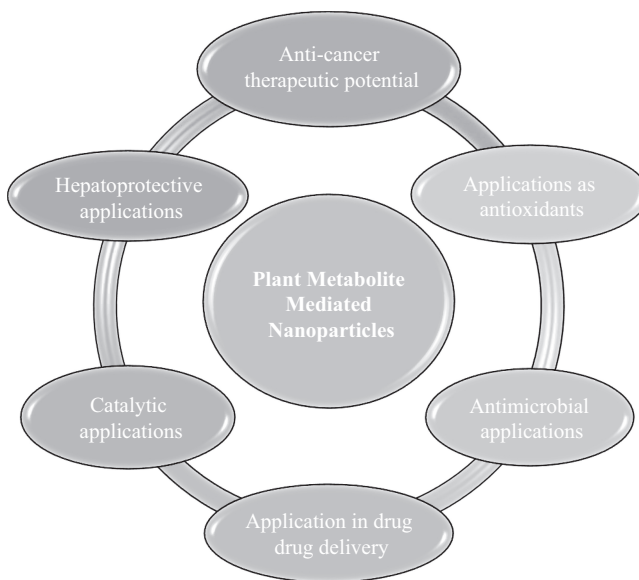 Anti-cancer
therapeutic potential
Hepatoprotective
applications
Applications as
antioxidants
Plant Metabolite
Mediated
Nanoparticles
Catalytic
applications
Antimicrobial
applications
Application in drug
drug delivery